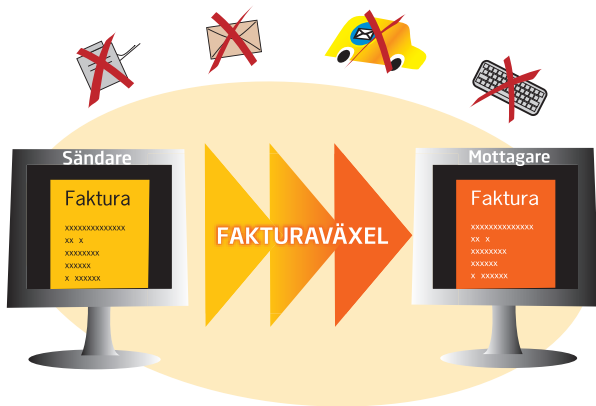 Sändare
Faktura
xxxxxxxxxxxxxx
xx x
xxxxxxxx
xxxxxx
x xxxxxx
FAKTURAVÄXEL
Mottagare
Faktura
xxxxxxxxxxxxxx
xx x
xxxxxxxx
xxxxxx
x xxxxxx